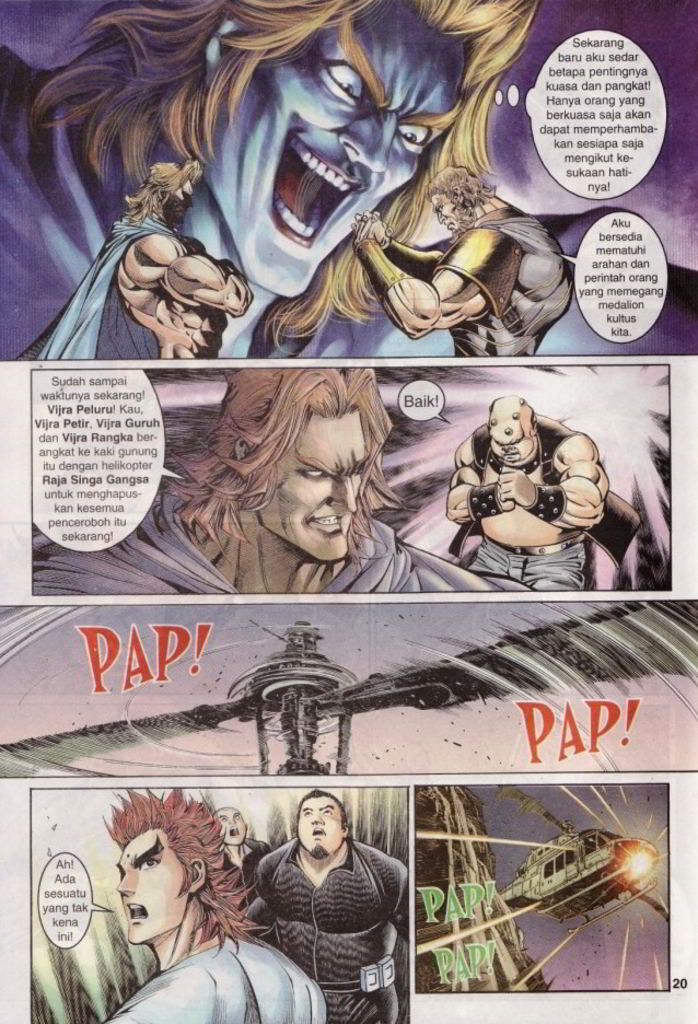 Sekarang
baru aku sedar
betapa pentingnya
kuasa dan pangkat!
Hanya orang yang
berkuasa saja akan
dapat memperhamba-
kan sesiapa saja
mengikut ke-
sukaan hati-
nya!
Aku
bersedia
mematuhi
arahan dan
perintah orang
yang memegang
medalion
kultus
kita.
Sudah sampai
waktunya sekarang!
Vijra Peluru! Kau,
Vijra Petir, Vijra Guruh
dan Vijra Rangka ber-
angkat ke kaki gunung
itu dengan helikopter
Raja Singa Gangsa
untuk menghapus-
kan kesemua
penceroboh itu
sekarang!
Baik!
PAP!
PAP!
Ah!
Ada
sesuatu
yang tak
kena
ini!
PAP!
PAP!
20